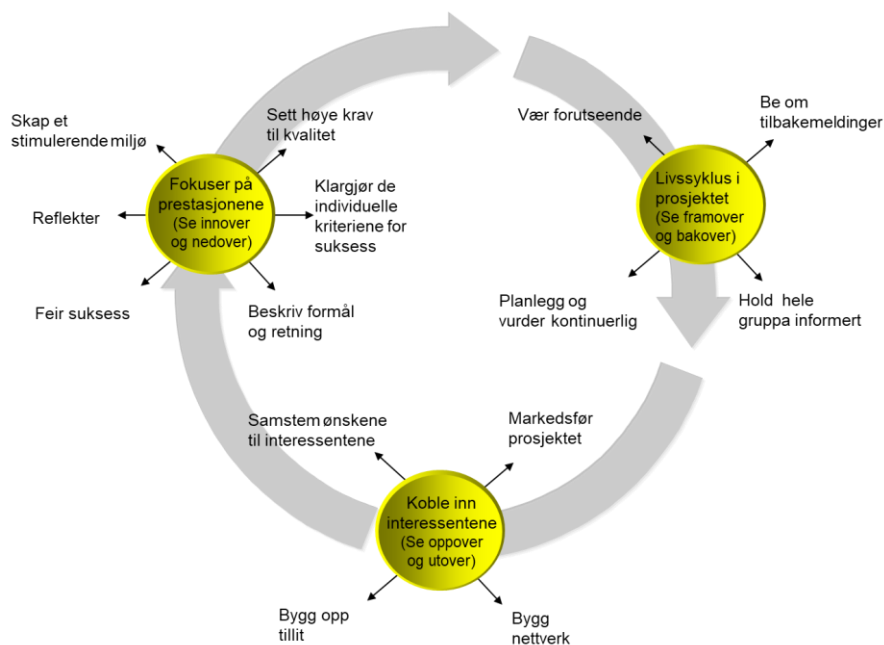 Skap et
stimulerende miljø
Sett høye krav
til kvalitet
Fokuser på
prestasjonene
(Se innover
og nedover)
Reflekter
Klargjør de
individuelle
kriteriene for
suksess
Feir suksess
Beskriv formål
og retning
Vær forutseende
Be om
tilbakemeldinger
Livssyklus i
prosjektet
(Se framover
og bakover)
Planlegg og
vurder kontinuerlig
Hold hele
gruppa informert
Samstem ønskene
til interessentene
Markedsfør
prosjektet
Koble inn
interessentene
(Se oppover
og utover)
Bygg opp
tillit
Bygg
nettverk